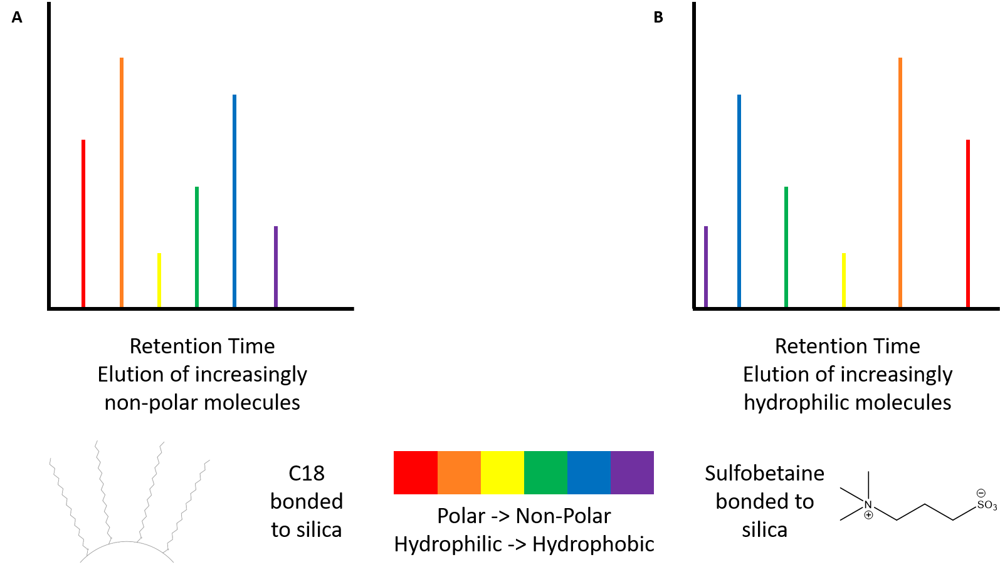 A
B
Retention Time
Elution of increasingly
non-polar molecules
Retention Time
Elution of increasingly
hydrophilic molecules
C18
bonded
to silica
Polar -> Non-Polar
Hydrophilic -> Hydrophobic
Sulfobetaine
bonded to
silica
N
⊕
⊖
SO₃